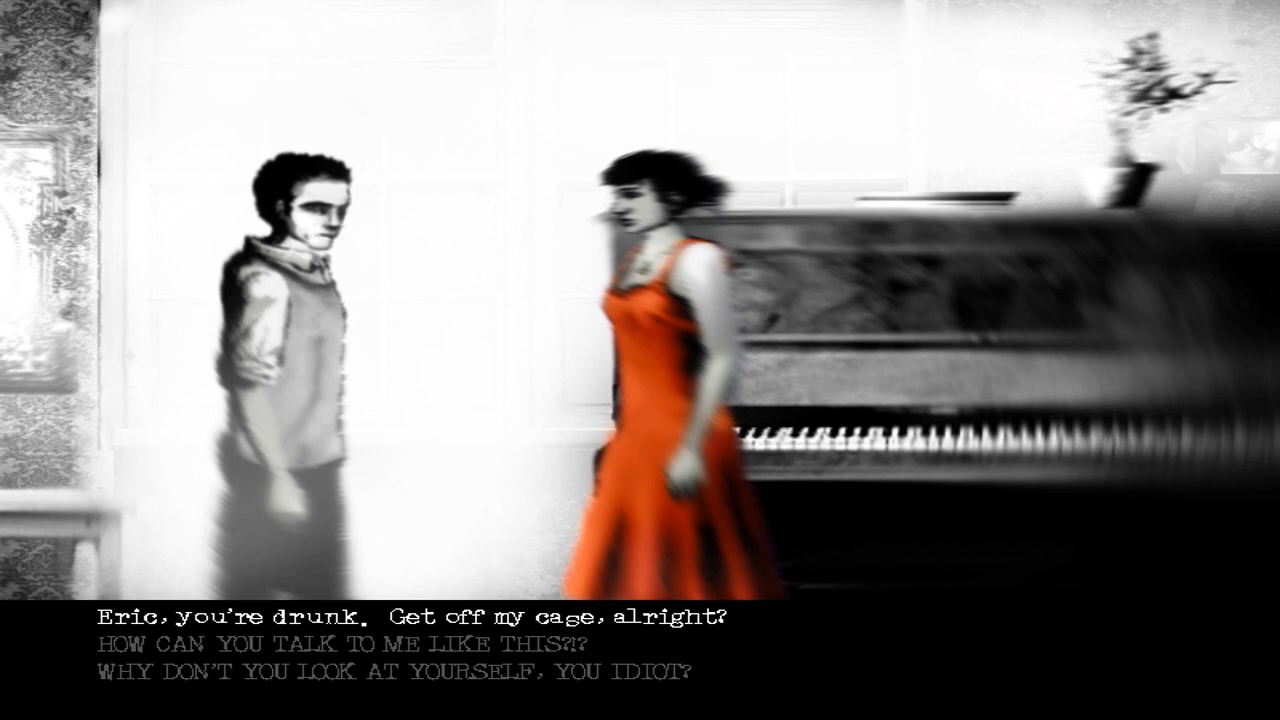 Eric, you're drunk.  Get off my case, alright?
HOW CAN YOU TALK TO ME LIKE THIS?!?
WHY DON'T YOU LOOK AT YOURSELF, YOU IDIOT?